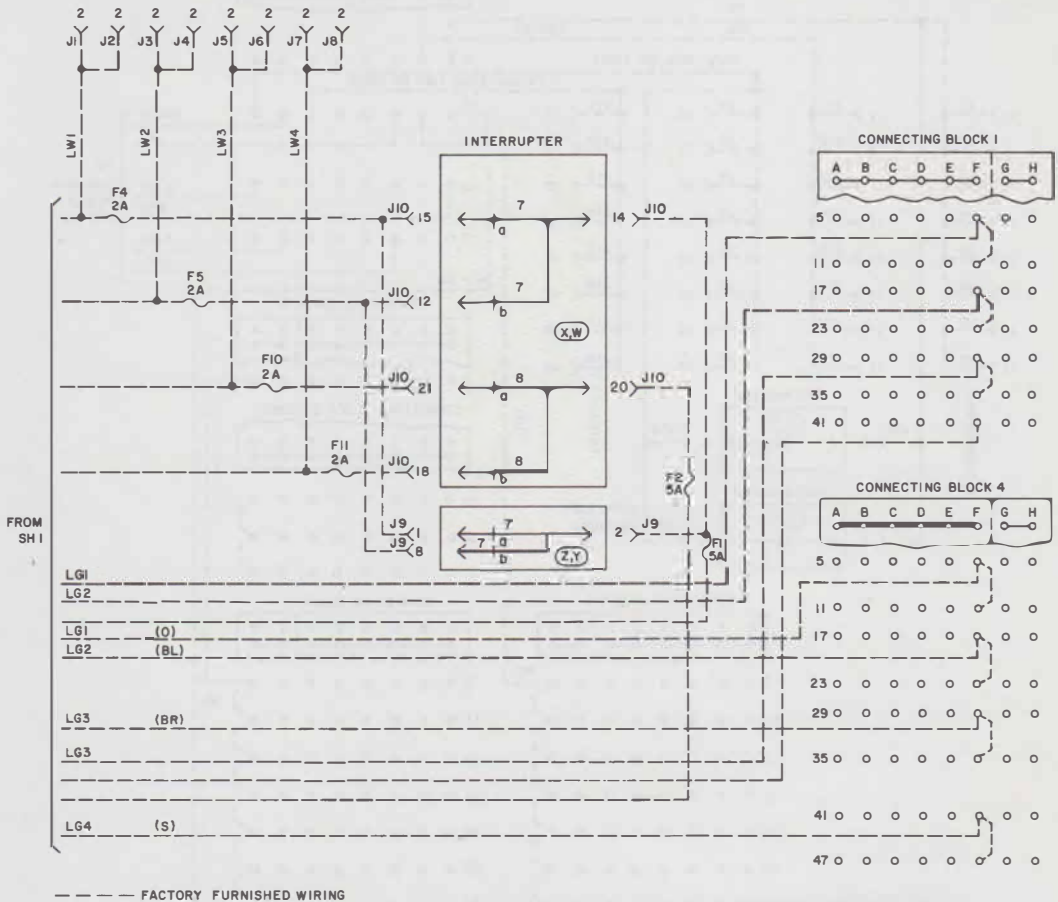 2 2 2 2 2 2 2 2
J1 J2 J3 J4 J5 J6 J7 J8
LW1 LW2 LW3 LW4
INTERRUPTER
CONNECTING BLOCK 1
A B C D E F G H
F4
2A
J10
15
7
a
14
J10
5
11
F5
2A
J10
12
7
b
17
X,W
23
F10
2A
J10
21
8
a
20
J10
29
35
41
F11
2A
J10
18
8
b
F2
5A
CONNECTING BLOCK 4
A B C D E F G H
FROM
SH 1
J9
1
7
a
2
J9
F1
5A
J9
8
7
b
Z,Y
5
LG1
LG2
11
LG1 (O)
17
LG2 (BL)
23
LG3 (BR)
29
LG3
35
41
LG4 (S)
47
FACTORY FURNISHED WIRING